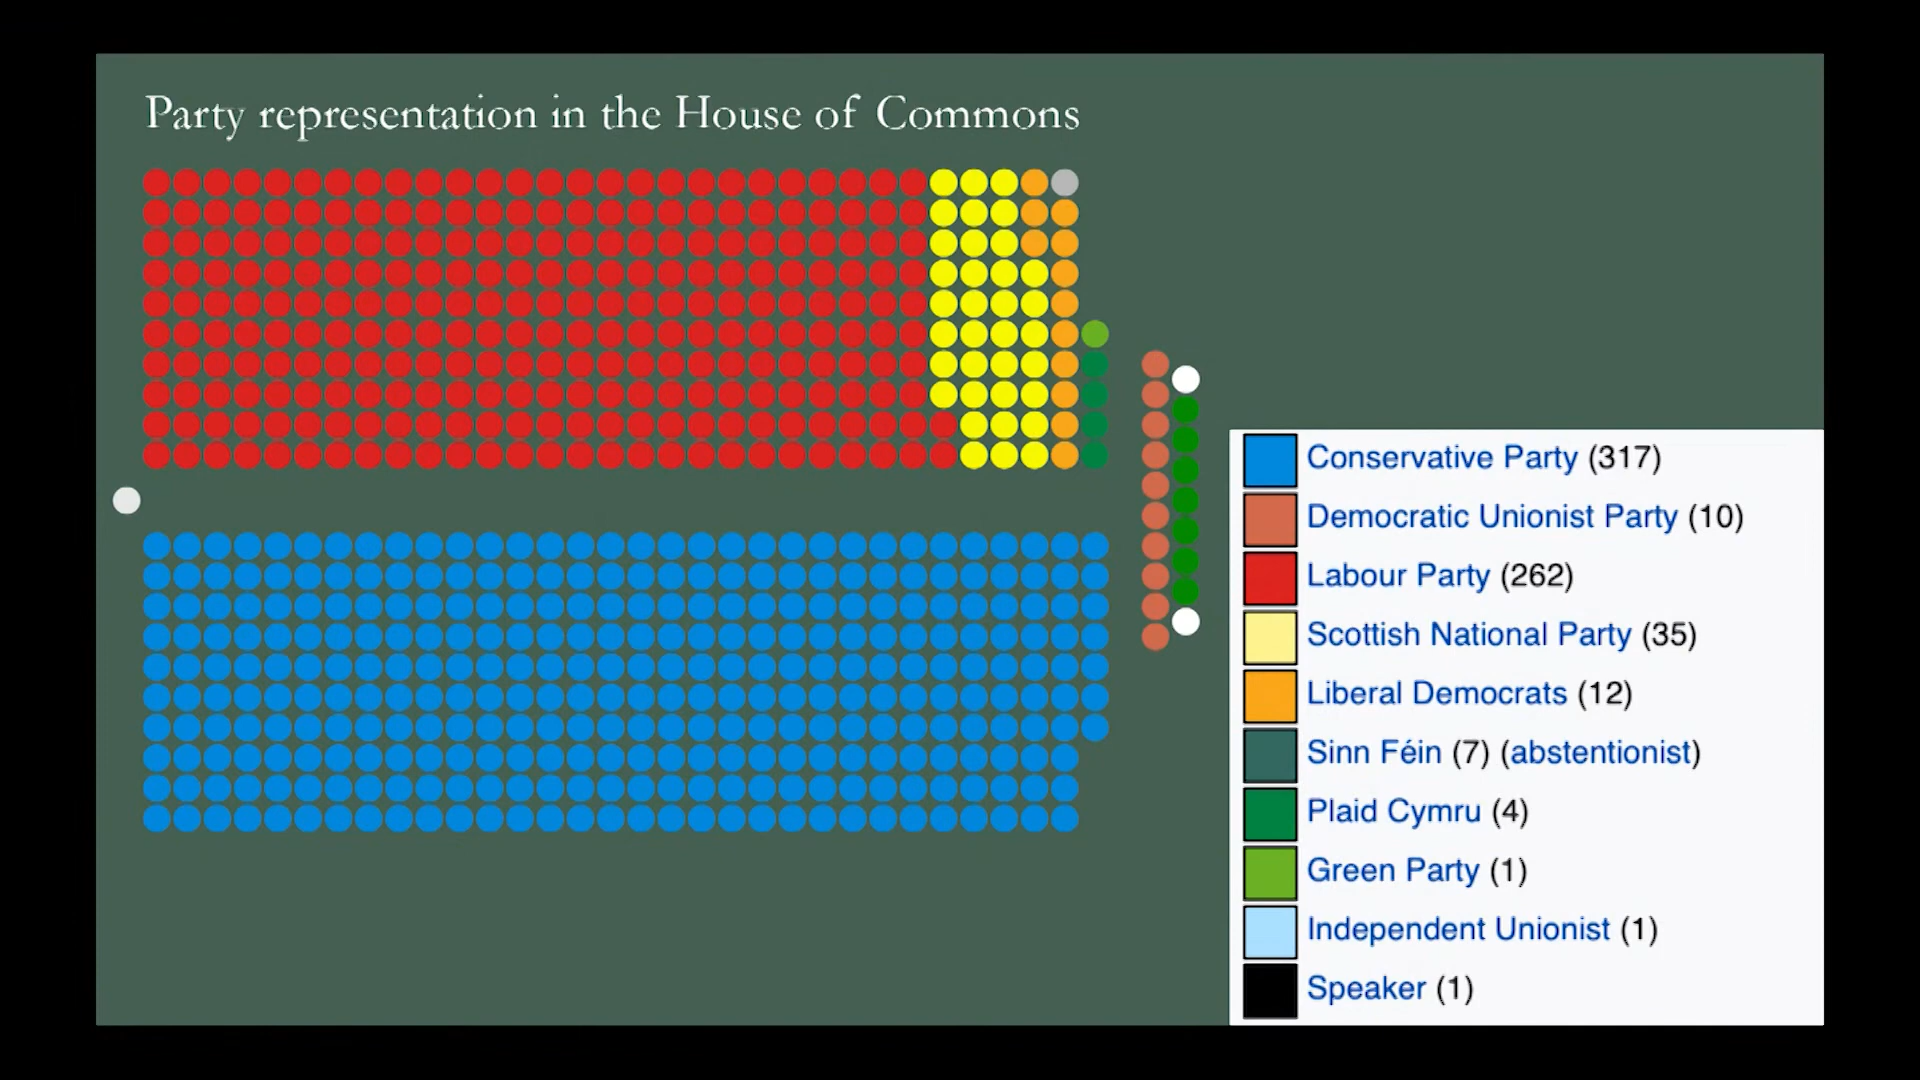 Party representation in the House of Commons
Conservative Party (317)
Democratic Unionist Party (10)
Labour Party (262)
Scottish National Party (35)
Liberal Democrats (12)
Sinn Féin (7) (abstentionist)
Plaid Cymru (4)
Green Party (1)
Independent Unionist (1)
Speaker (1)